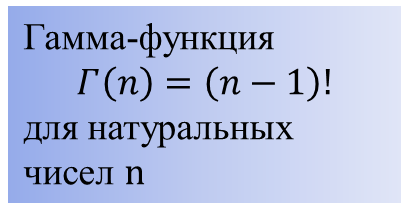 Гамма-функция
Γ(n) = (n − 1)!
для натуральных
чисел n